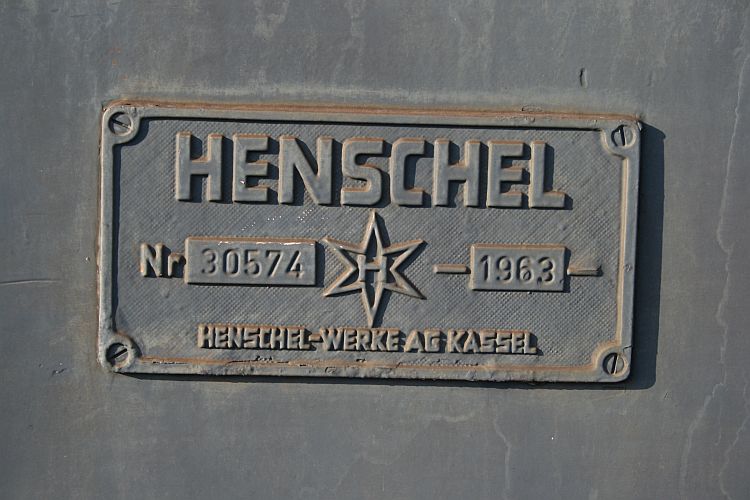 HENSCHEL
Nr 30574 H - 1963 -
HENSCHEL-WERKE AG KASSEL